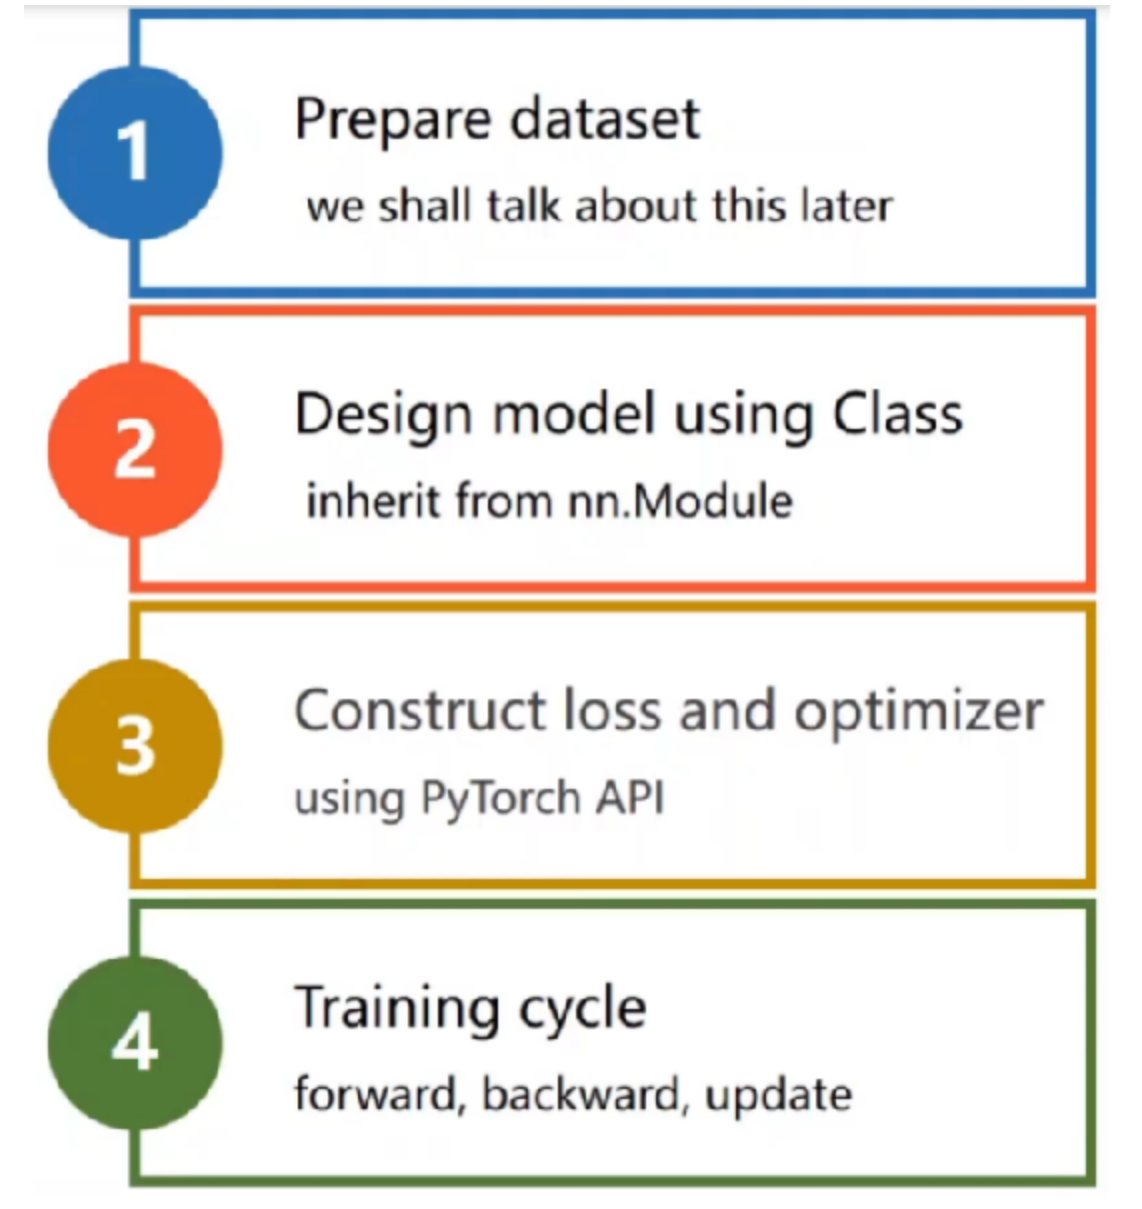 1
Prepare dataset
we shall talk about this later
2
Design model using Class
inherit from nn.Module
3
Construct loss and optimizer
using PyTorch API
4
Training cycle
forward, backward, update